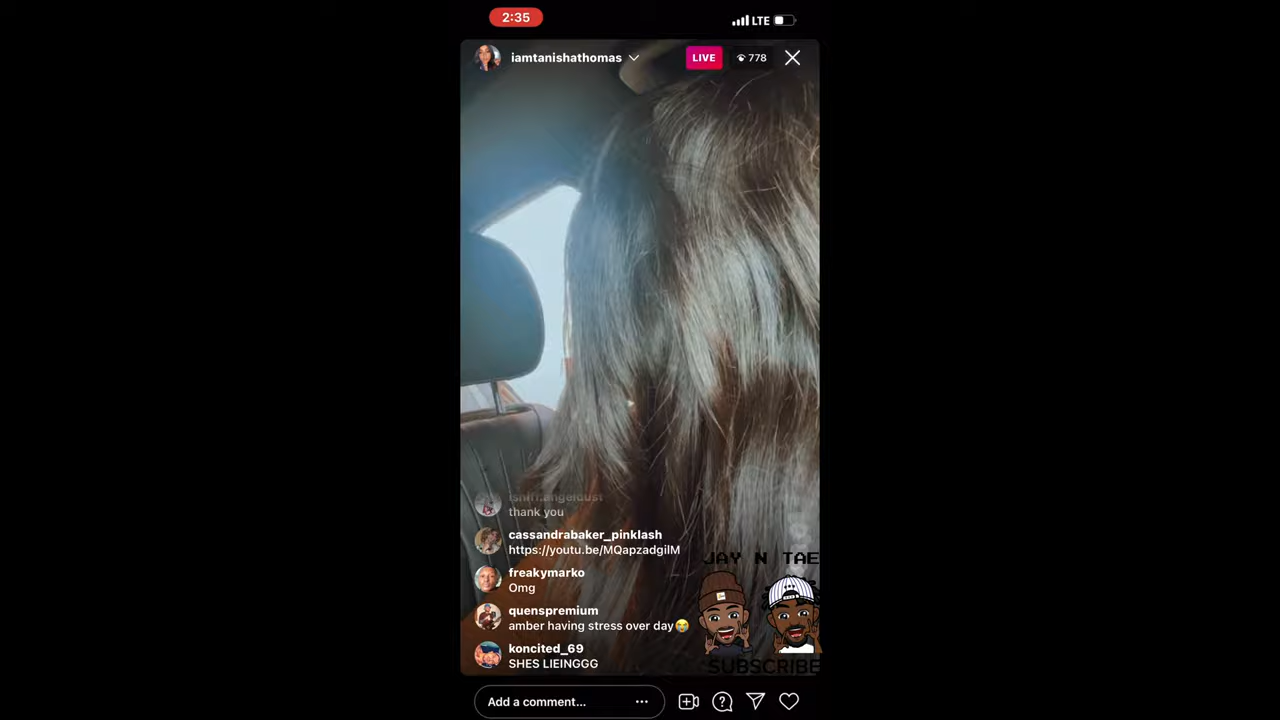 2:35
LTE
iamtanishathomas
LIVE
778
thank you
cassandrabaker_pinklash
https://youtu.be/MQapzadgilM
freakymarko
Omg
quenspremium
amber having stress over day😭
koncited_69
SHES LIEINGGG
JAY N TAE
SUBSCRIBE
Add a comment...